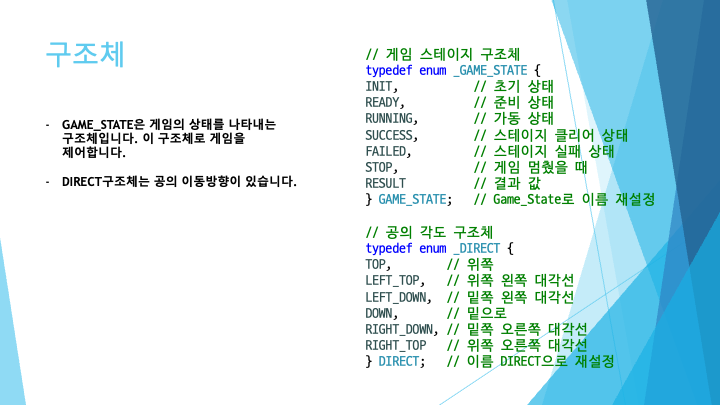 구조체
- GAME_STATE은 게임의 상태를 나타내는
구조체입니다. 이 구조체로 게임을
제어합니다.
- DIRECT구조체는 공의 이동방향이 있습니다.
// 게임 스테이지 구조체
typedef enum _GAME_STATE {
INIT, // 초기 상태
READY, // 준비 상태
RUNNING, // 가동 상태
SUCCESS, // 스테이지 클리어 상태
FAILED, // 스테이지 실패 상태
STOP, // 게임 멈췄을 때
RESULT // 결과 값
} GAME_STATE; // Game_State로 이름 재설정
// 공의 각도 구조체
typedef enum _DIRECT {
TOP, // 위쪽
LEFT_TOP, // 위쪽 왼쪽 대각선
LEFT_DOWN, // 밑쪽 왼쪽 대각선
DOWN, // 밑으로
RIGHT_DOWN, // 밑쪽 오른쪽 대각선
RIGHT_TOP // 위쪽 오른쪽 대각선
} DIRECT; // 이름 DIRECT으로 재설정